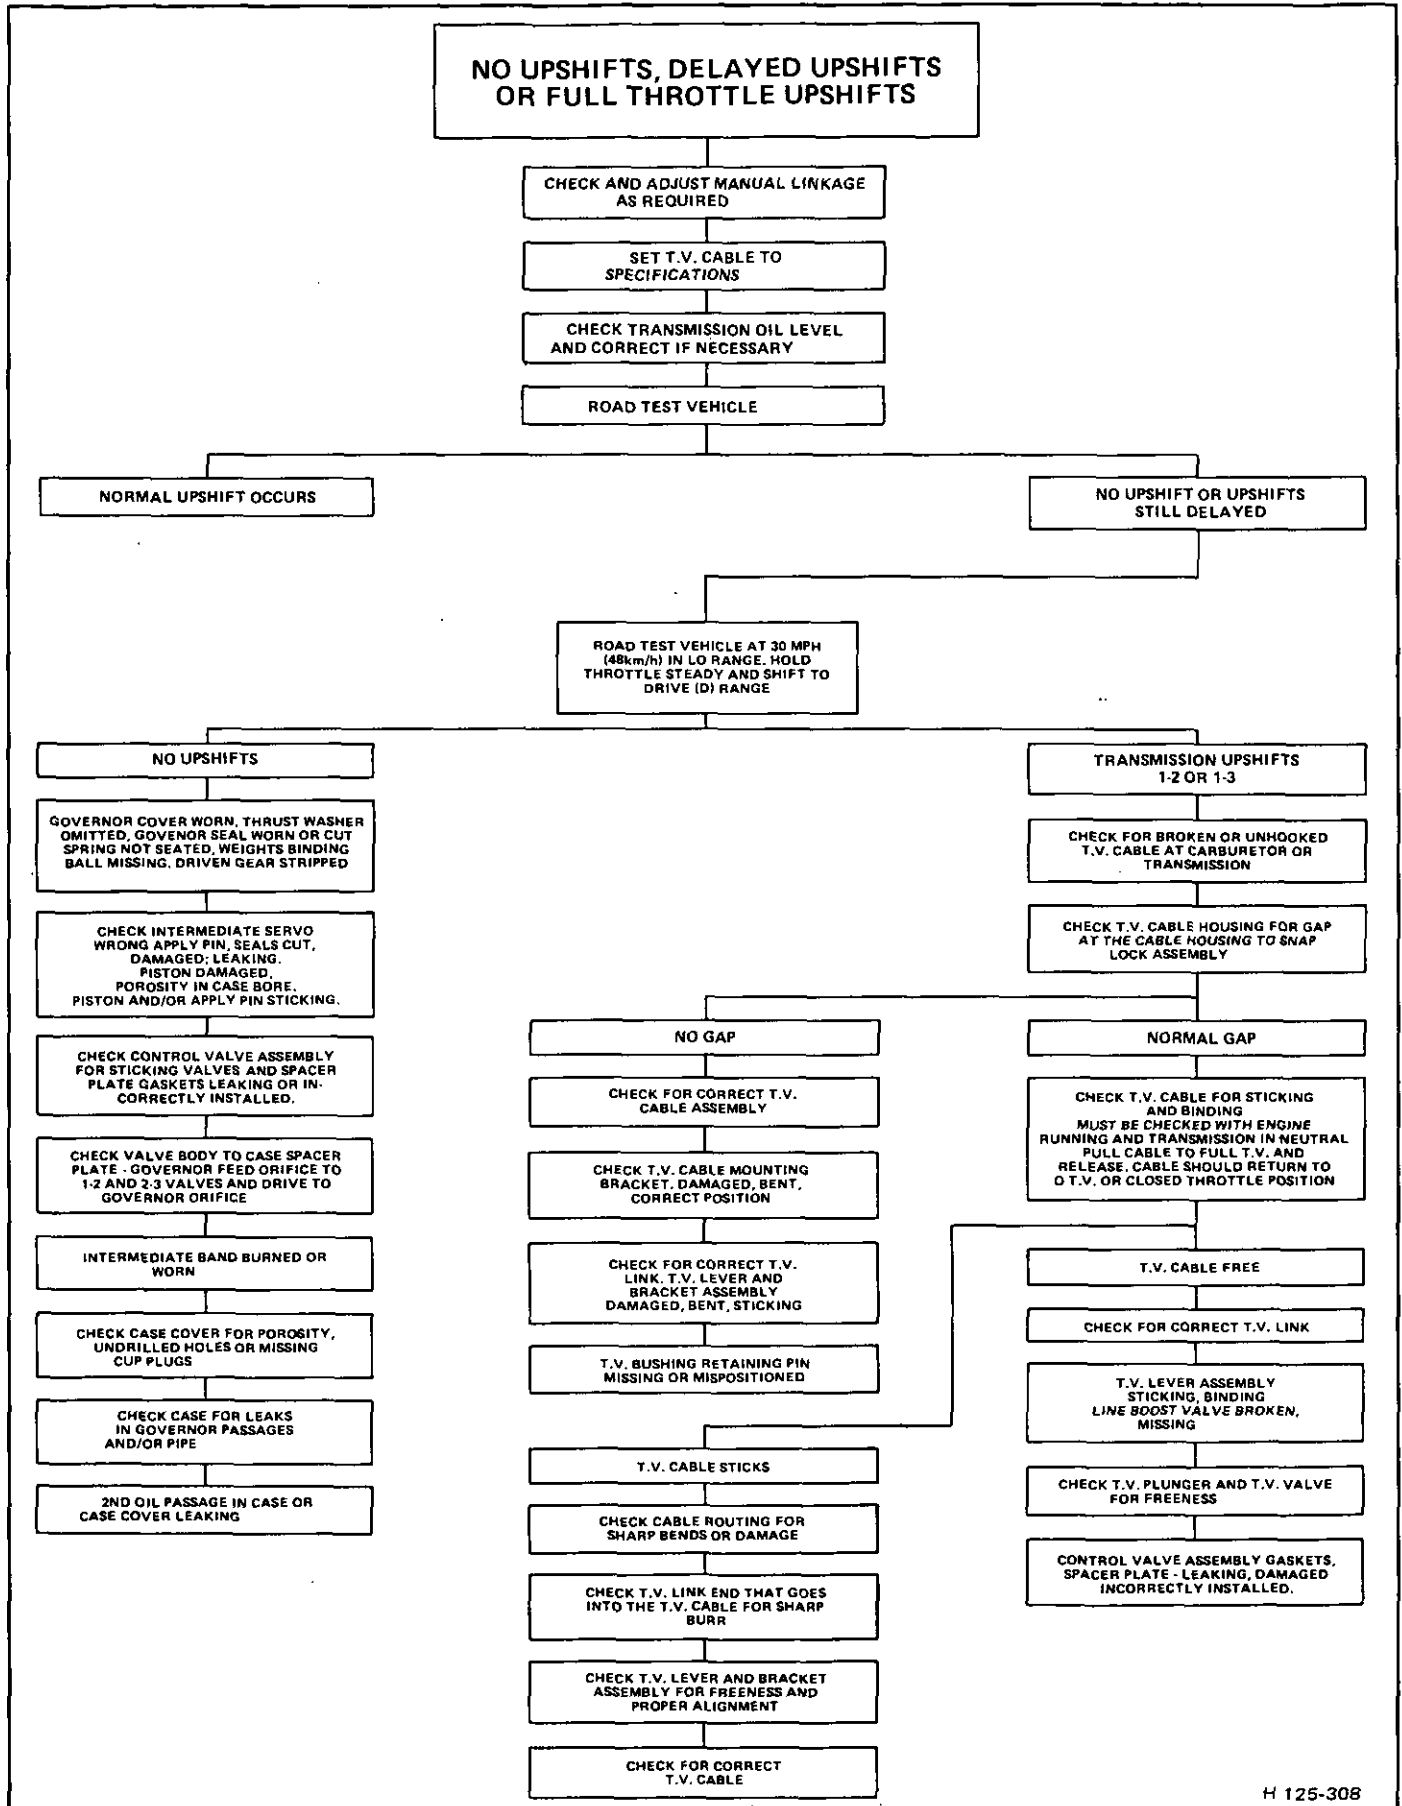 NO UPSHIFTS, DELAYED UPSHIFTS
OR FULL THROTTLE UPSHIFTS
CHECK AND ADJUST MANUAL LINKAGE
AS REQUIRED
SET T.V. CABLE TO
SPECIFICATIONS
CHECK TRANSMISSION OIL LEVEL
AND CORRECT IF NECESSARY
ROAD TEST VEHICLE
NORMAL UPSHIFT OCCURS
NO UPSHIFT OR UPSHIFTS
STILL DELAYED
ROAD TEST VEHICLE AT 30 MPH
(48km/h) IN LO RANGE. HOLD
THROTTLE STEADY AND SHIFT TO
DRIVE (D) RANGE
NO UPSHIFTS
GOVERNOR COVER WORN, THRUST WASHER
OMITTED, GOVENOR SEAL WORN OR CUT
SPRING NOT SEATED, WEIGHTS BINDING
BALL MISSING. DRIVEN GEAR STRIPPED
CHECK INTERMEDIATE SERVO
WRONG APPLY PIN, SEALS CUT,
DAMAGED; LEAKING.
PISTON DAMAGED,
POROSITY IN CASE BORE.
PISTON AND/OR APPLY PIN STICKING.
CHECK CONTROL VALVE ASSEMBLY
FOR STICKING VALVES AND SPACER
PLATE GASKETS LEAKING OR IN-
CORRECTLY INSTALLED.
CHECK VALVE BODY TO CASE SPACER
PLATE - GOVERNOR FEED ORIFICE TO
1-2 AND 2-3 VALVES AND DRIVE TO
GOVERNOR ORIFICE
INTERMEDIATE BAND BURNED OR
WORN
CHECK CASE COVER FOR POROSITY,
UNDRILLED HOLES OR MISSING
CUP PLUGS
CHECK CASE FOR LEAKS
IN GOVERNOR PASSAGES
AND/OR PIPE
2ND OIL PASSAGE IN CASE OR
CASE COVER LEAKING
TRANSMISSION UPSHIFTS
1-2 OR 1-3
CHECK FOR BROKEN OR UNHOOKED
T.V. CABLE AT CARBURETOR OR
TRANSMISSION
CHECK T.V. CABLE HOUSING FOR GAP
AT THE CABLE HOUSING TO SNAP
LOCK ASSEMBLY
NO GAP
CHECK FOR CORRECT T.V.
CABLE ASSEMBLY
CHECK T.V. CABLE MOUNTING
BRACKET. DAMAGED, BENT,
CORRECT POSITION
CHECK FOR CORRECT T.V.
LINK. T.V. LEVER AND
BRACKET ASSEMBLY
DAMAGED, BENT, STICKING
T.V. BUSHING RETAINING PIN
MISSING OR MISPOSITIONED
NORMAL GAP
CHECK T.V. CABLE FOR STICKING
AND BINDING
MUST BE CHECKED WITH ENGINE
RUNNING AND TRANSMISSION IN NEUTRAL
PULL CABLE TO FULL T.V. AND
RELEASE. CABLE SHOULD RETURN TO
O T.V. OR CLOSED THROTTLE POSITION
T.V. CABLE FREE
CHECK FOR CORRECT T.V. LINK
T.V. LEVER ASSEMBLY
STICKING, BINDING
LINE BOOST VALVE BROKEN,
MISSING
CHECK T.V. PLUNGER AND T.V. VALVE
FOR FREENESS
CONTROL VALVE ASSEMBLY GASKETS,
SPACER PLATE - LEAKING, DAMAGED
INCORRECTLY INSTALLED.
T.V. CABLE STICKS
CHECK CABLE ROUTING FOR
SHARP BENDS OR DAMAGE
CHECK T.V. LINK END THAT GOES
INTO THE T.V. CABLE FOR SHARP
BURR
CHECK T.V. LEVER AND BRACKET
ASSEMBLY FOR FREENESS AND
PROPER ALIGNMENT
CHECK FOR CORRECT
T.V. CABLE
H 125-308